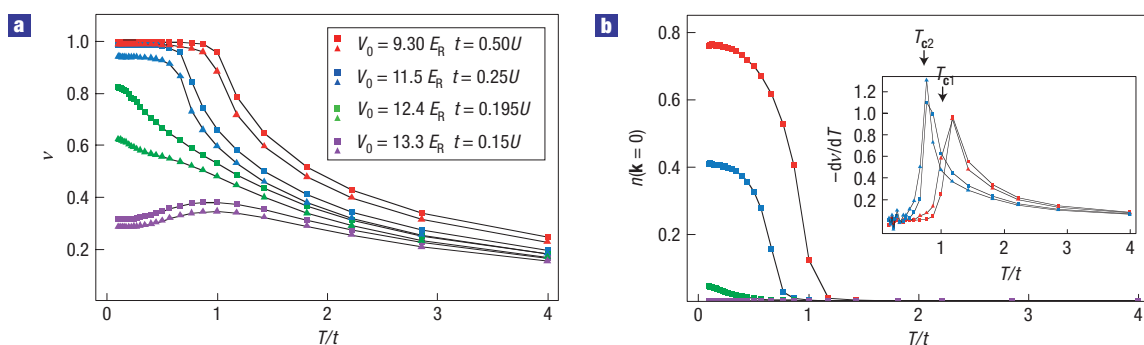 a
ν
1.0
0.8
0.6
0.4
0.2
0
1
2
3
4
T/t
V0 = 9.30 ER t = 0.50U
V0 = 11.5 ER t = 0.25U
V0 = 12.4 ER t = 0.195U
V0 = 13.3 ER t = 0.15U
b
n(k = 0)
0.8
0.6
0.4
0.2
0
1
2
3
4
T/t
Tc2
Tc1
−dν/dT
1.2
1.0
0.8
0.6
0.4
0.2
0
1
2
3
4
T/t